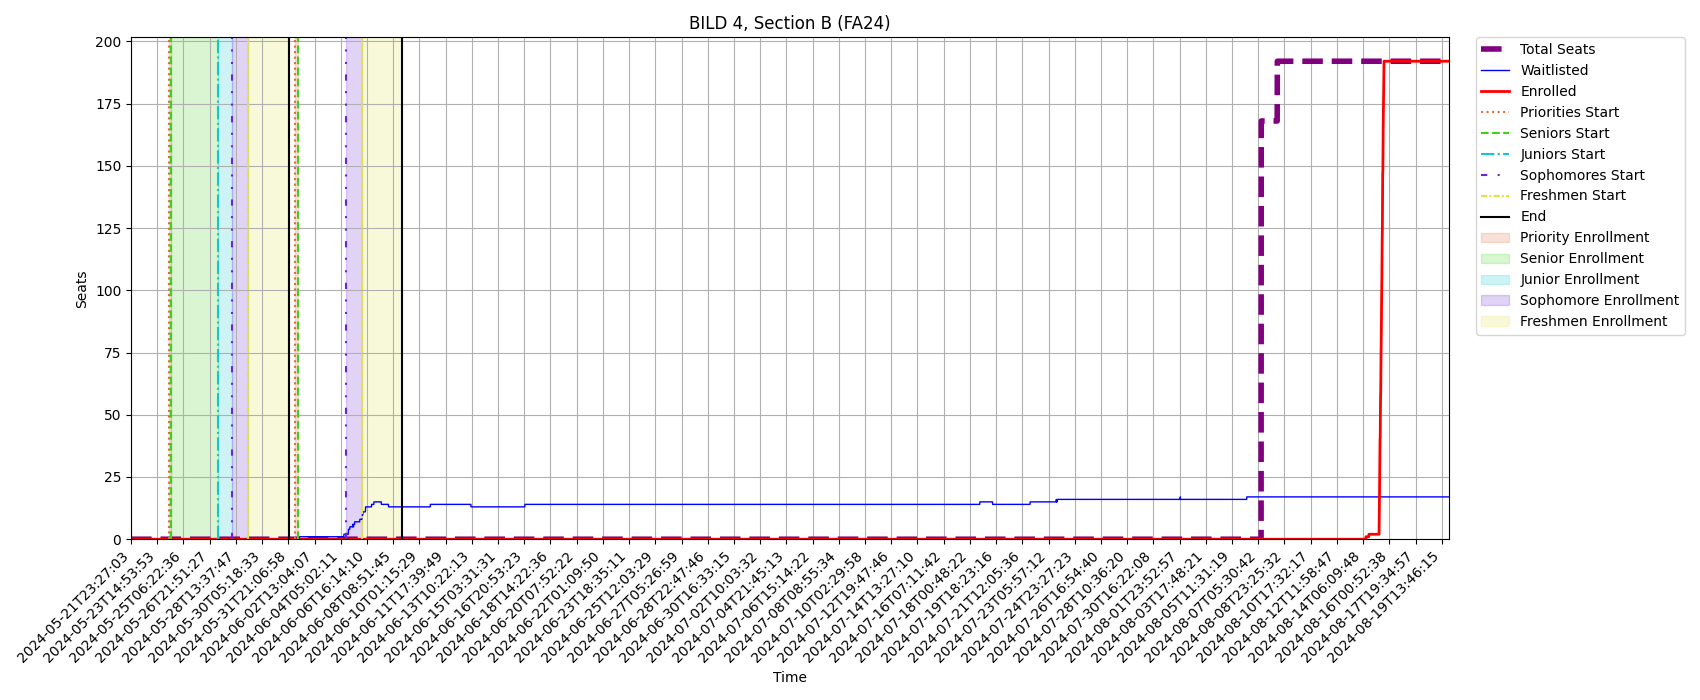 BILD 4, Section B (FA24)
Seats
200
175
150
125
100
75
50
25
0
2024-05-21T23:27:03
2024-05-23T14:53:53
2024-05-25T06:22:36
2024-05-26T21:51:27
2024-05-28T13:37:47
2024-05-30T05:18:33
2024-05-31T21:06:58
2024-06-02T13:04:07
2024-06-04T05:02:11
2024-06-06T16:14:10
2024-06-08T08:51:45
2024-06-10T01:15:29
2024-06-11T17:39:49
2024-06-13T10:22:13
2024-06-15T03:31:31
2024-06-16T20:53:23
2024-06-18T14:22:36
2024-06-20T07:52:22
2024-06-22T01:09:50
2024-06-23T18:35:11
2024-06-25T12:03:29
2024-06-27T05:26:59
2024-06-28T22:47:46
2024-06-30T16:33:15
2024-07-02T10:03:32
2024-07-04T21:45:13
2024-07-06T15:14:22
2024-07-08T08:55:34
2024-07-10T02:29:58
2024-07-12T19:47:46
2024-07-14T13:27:10
2024-07-16T07:11:42
2024-07-18T00:48:22
2024-07-19T18:23:16
2024-07-21T12:05:36
2024-07-23T05:57:12
2024-07-24T23:27:23
2024-07-26T16:54:40
2024-07-28T10:36:20
2024-07-30T16:22:08
2024-08-01T23:52:57
2024-08-03T17:48:21
2024-08-05T11:31:19
2024-08-07T05:30:42
2024-08-08T23:25:32
2024-08-10T17:32:17
2024-08-12T11:58:47
2024-08-14T06:09:48
2024-08-16T00:52:38
2024-08-17T19:34:57
2024-08-19T13:46:15
Time
Total Seats
Waitlisted
Enrolled
Priorities Start
Seniors Start
Juniors Start
Sophomores Start
Freshmen Start
End
Priority Enrollment
Senior Enrollment
Junior Enrollment
Sophomore Enrollment
Freshmen Enrollment